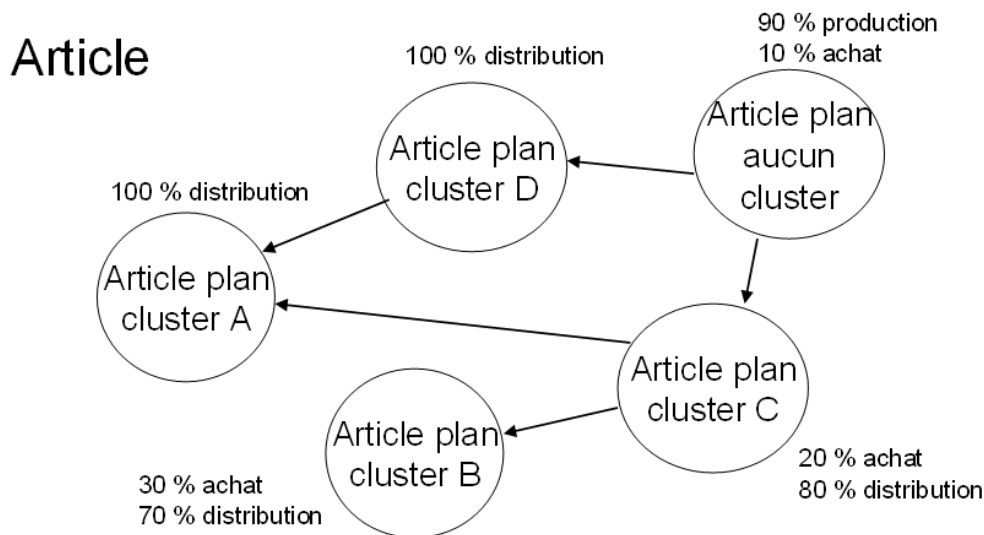 Article
90 % production
10 % achat
100 % distribution
Article plan
aucun
cluster
Article plan
cluster D
100 % distribution
Article plan
cluster A
Article plan
cluster C
Article plan
cluster B
20 % achat
80 % distribution
30 % achat
70 % distribution